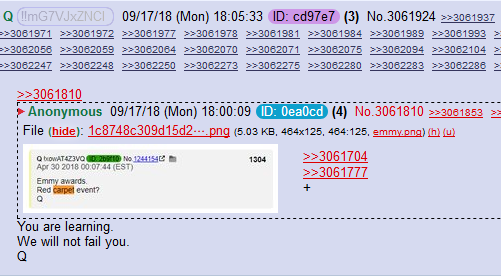 Q !!mG7VJxZNCI 09/17/18 (Mon) 18:05:33 ID: cd97e7 (3) No.3061924 >>3061937
>>3061971 >>3061972 >>3061977 >>3061978 >>3061981 >>3061984 >>3061989 >>3061993
>>3062056 >>3062059 >>3062064 >>3062070 >>3062071 >>3062075 >>3062094 >>3062104
>>3062247 >>3062248 >>3062250 >>3062273 >>3062275 >>3062280 >>3062283 >>3062286
>>3061810
Anonymous 09/17/18 (Mon) 18:00:09 ID: 0ea0cd (4) No.3061810 >>3061853
File (hide): 1c8748c309d15d2⋯.png (5.03 KB, 464x125, 464:125, emmy.png) (h) (u)
Q !xowAT4Z3VQ ID: 2b9f10 No.1244154 1304
Apr 30 2018 00:07:44 (EST)
Emmy awards.
Red carpet event?
Q
>>3061704
>>3061777
+
You are learning.
We will not fail you.
Q